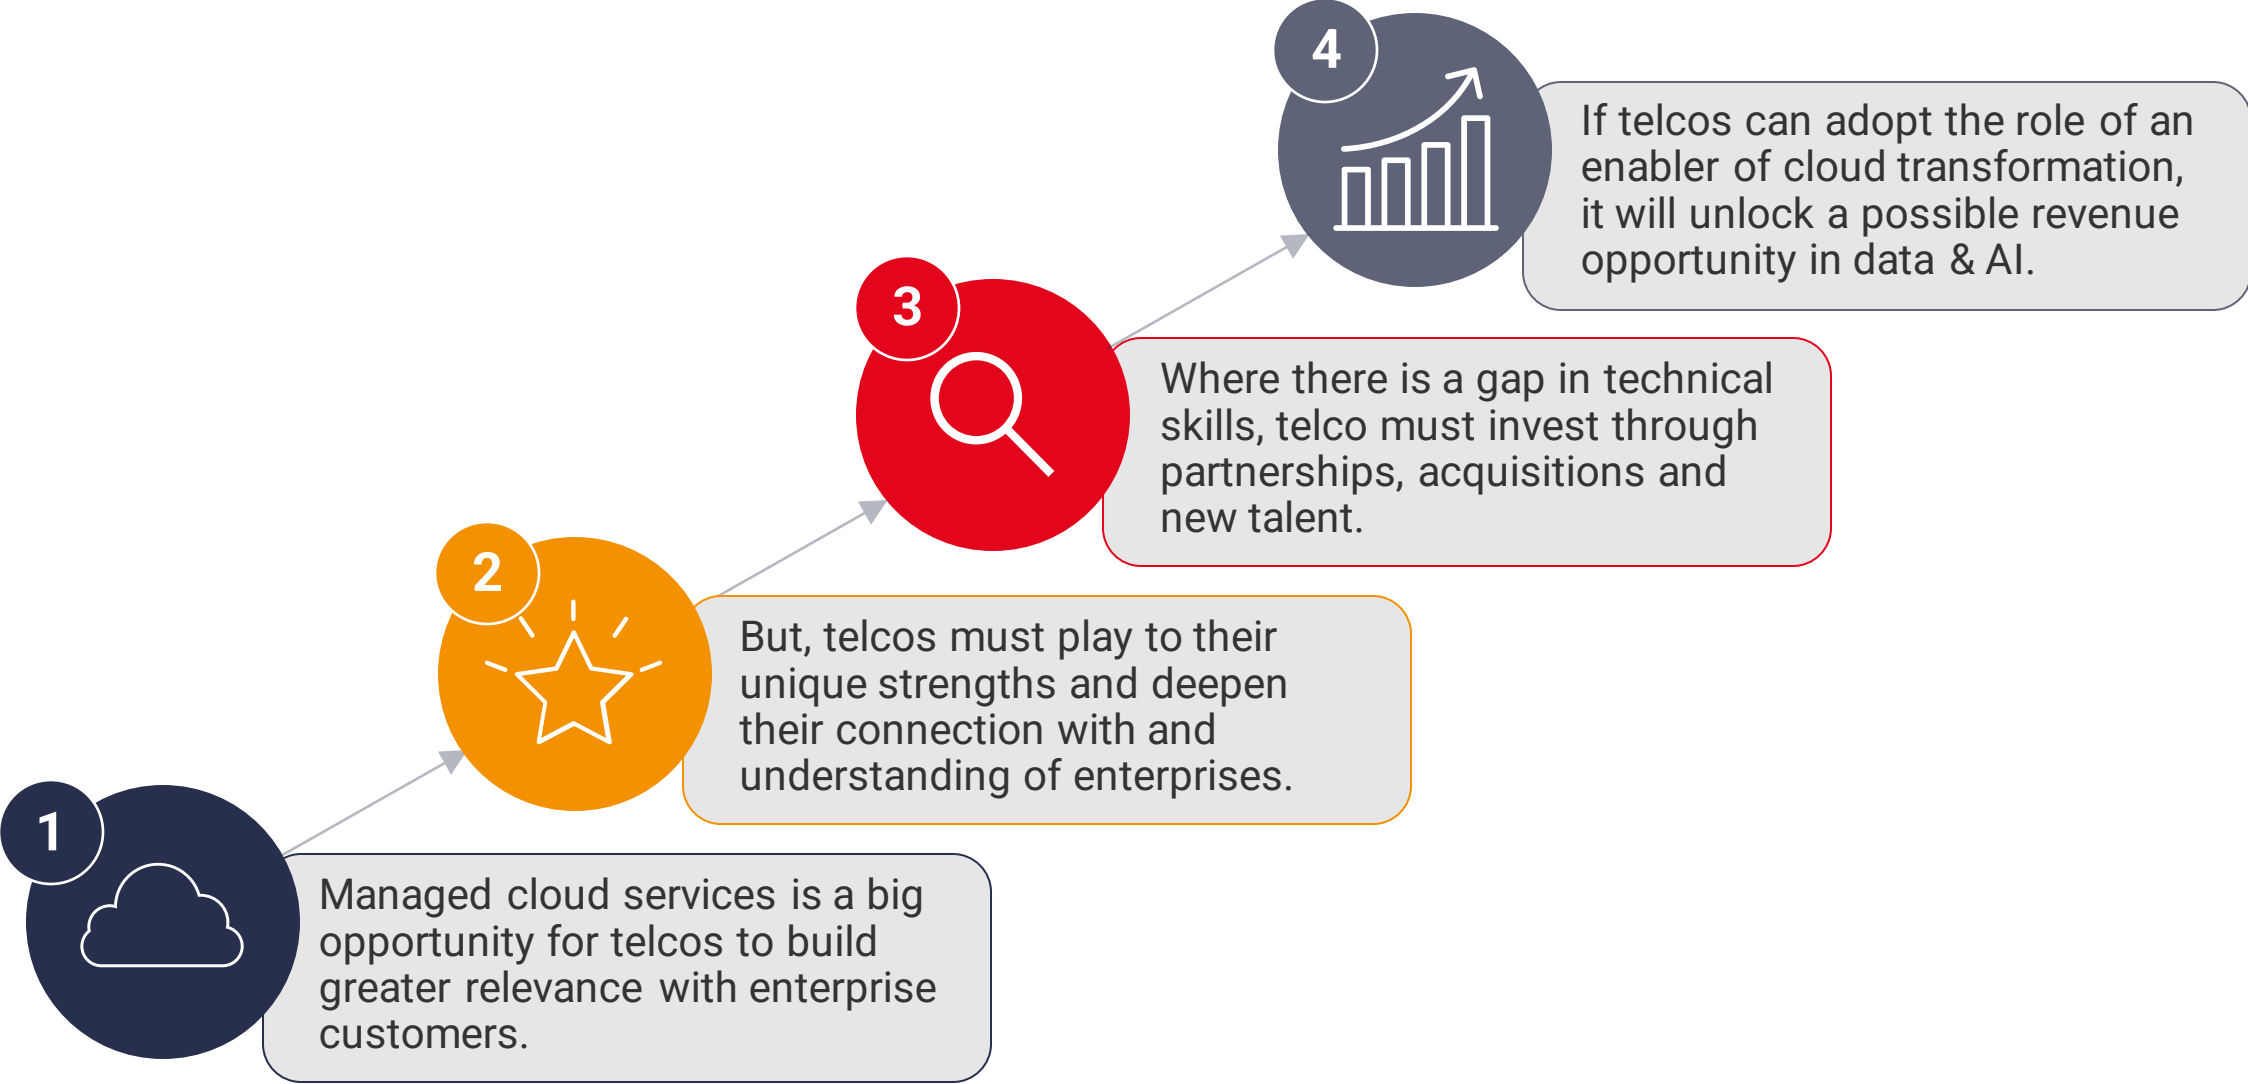 1
Managed cloud services is a big
opportunity for telcos to build
greater relevance with enterprise
customers.
2
But, telcos must play to their
unique strengths and deepen
their connection with and
understanding of enterprises.
3
Where there is a gap in technical
skills, telco must invest through
partnerships, acquisitions and
new talent.
4
If telcos can adopt the role of an
enabler of cloud transformation,
it will unlock a possible revenue
opportunity in data & AI.